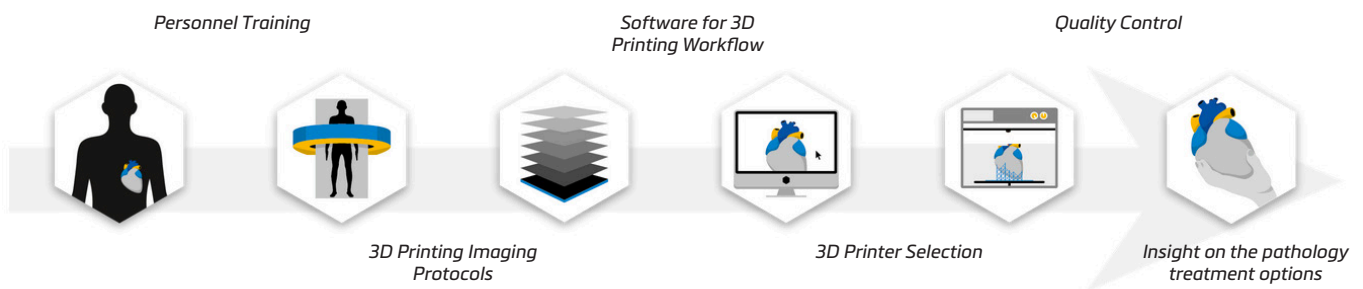 Personnel Training
Software for 3D
Printing Workflow
Quality Control
3D Printing Imaging
Protocols
3D Printer Selection
Insight on the pathology
treatment options